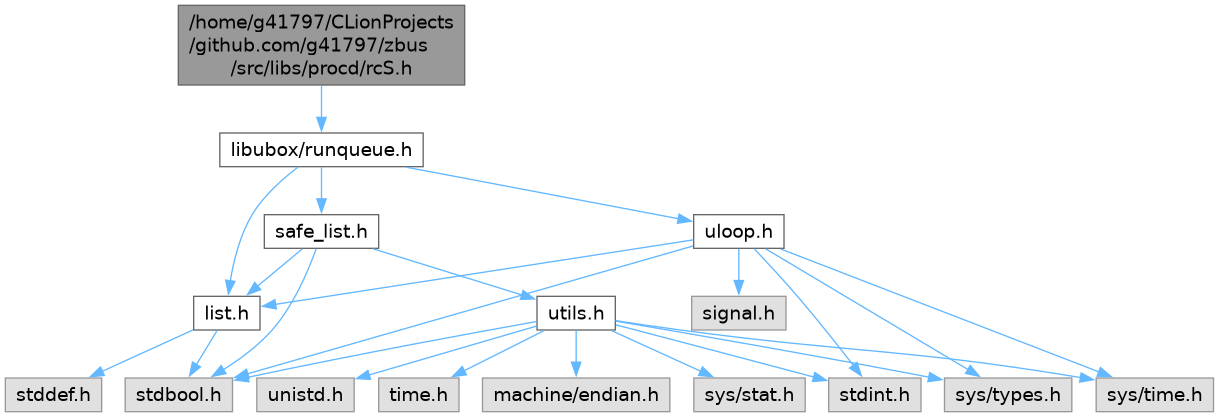 /home/g41797/CLionProjects
/github.com/g41797/zbus
/src/libs/procd/rcS.h
libubox/runqueue.h
safe_list.h
uloop.h
list.h
utils.h
signal.h
stddef.h
stdbool.h
unistd.h
time.h
machine/endian.h
sys/stat.h
stdint.h
sys/types.h
sys/time.h